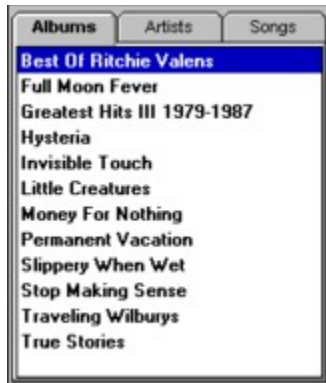 Albums Artists Songs
Best Of Ritchie Valens
Full Moon Fever
Greatest Hits III 1979-1987
Hysteria
Invisible Touch
Little Creatures
Money For Nothing
Permanent Vacation
Slippery When Wet
Stop Making Sense
Traveling Wilburys
True Stories